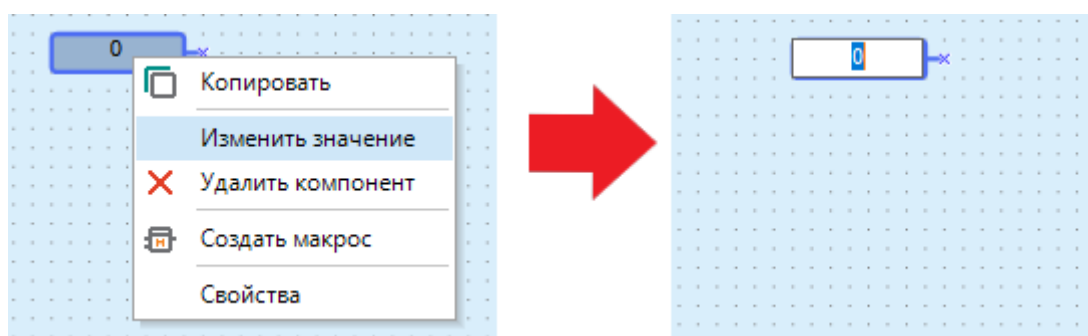 0
Копировать
Изменить значение
Удалить компонент
Создать макрос
Свойства
0